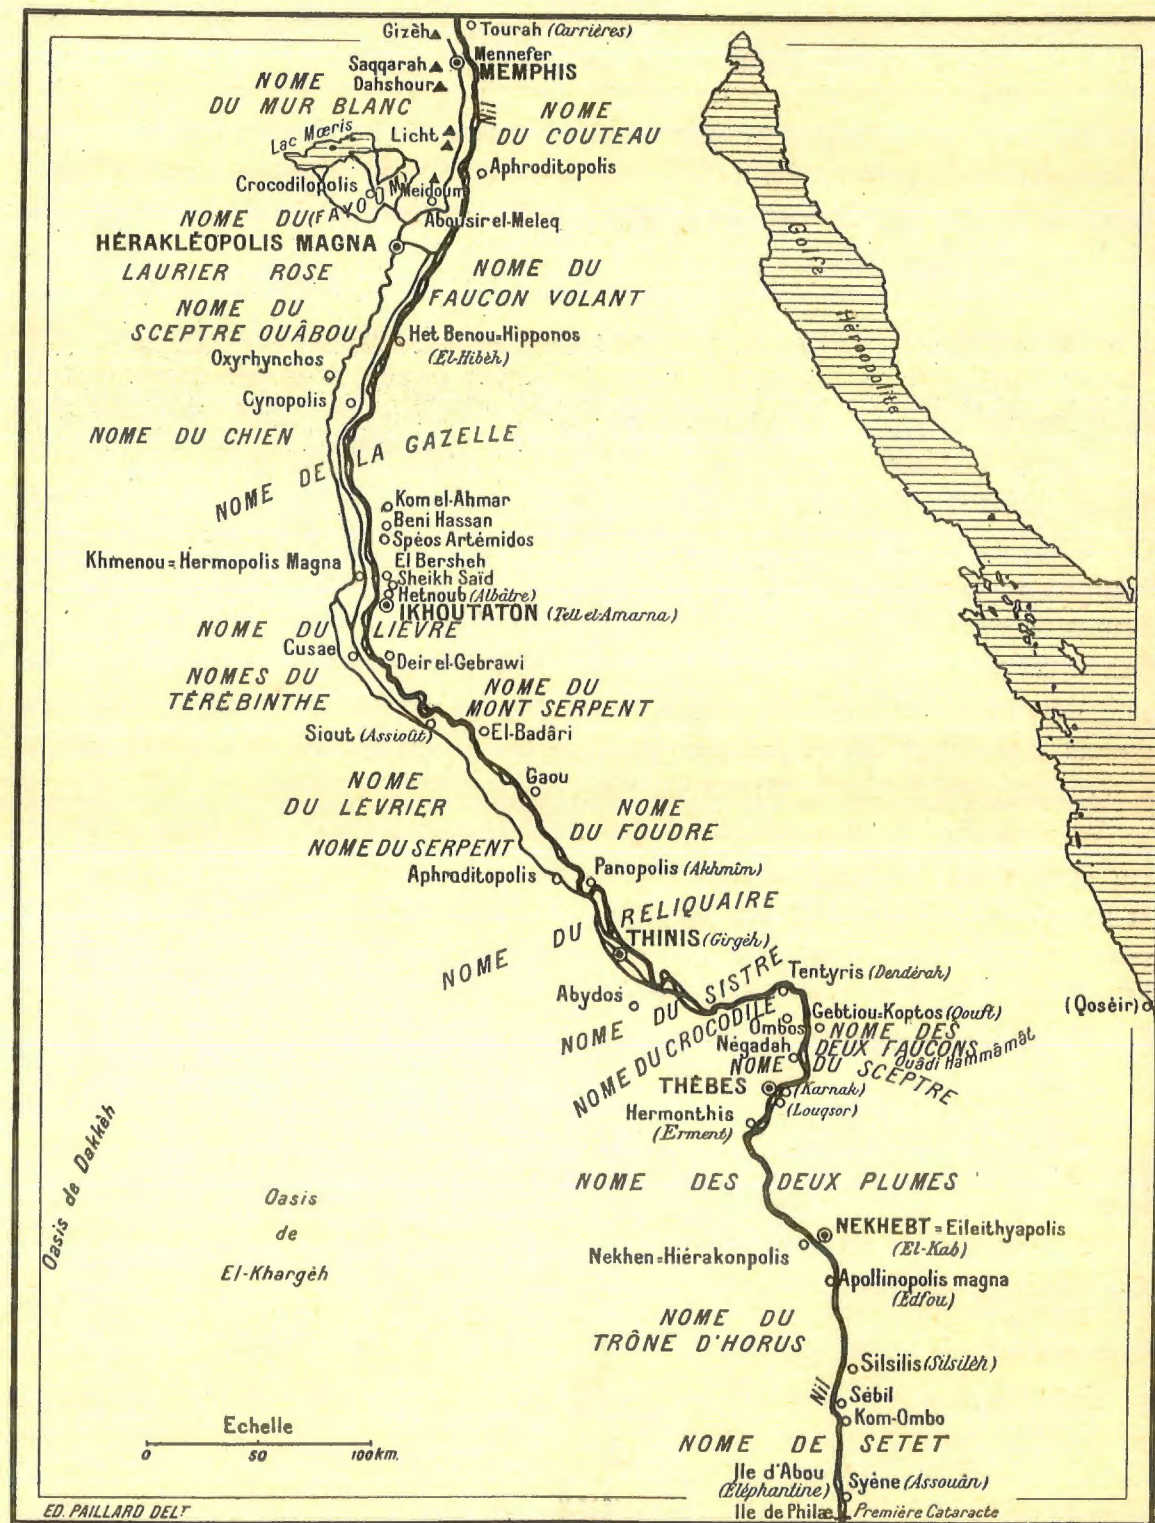 Gizèh
Tourah (Carrières)
Mennefer
MEMPHIS
Saqqarah
Dahshour
NOME
DU MUR BLANC
Nil
NOME
DU COUTEAU
Lac Mœris
Licht
Aphroditopolis
Crocodilopolis
Meidoum
(FAYOUM)
NOME DU
Abousir el-Meleq
HÉRAKLÉOPOLIS MAGNA
LAURIER ROSE
NOME DU
FAUCON VOLANT
NOME DU
SCEPTRE OUÂBOU
Het Benou=Hipponos
(El-Hibèh)
Oxyrhynchos
Cynopolis
NOME DU CHIEN
NOME DE LA GAZELLE
Kom el-Ahmar
Beni Hassan
Spéos Artémidos
El Bersheh
Khmenou=Hermopolis Magna
Sheikh Saïd
Hetnoub (Albâtre)
IKHOUTATON (Tell el-Amarna)
NOME DU LIÈVRE
Cusae
Deir el-Gebrawi
NOMES DU
TÉRÉBINTHE
NOME DU
MONT SERPENT
Siout (Assioût)
El-Badâri
Gaou
NOME
DU LÉVRIER
NOME
DU FOUDRE
NOME DU SERPENT
Aphroditopolis
Panopolis (Akhmîm)
NOME DU RELIQUAIRE
THINIS (Girgèh)
Abydos
NOME DU SISTRE
Tentyris (Dendérah)
NOME DU CROCODILE
Ombos
Gebtiou=Koptos (Qouft)
Négadah
NOME DES
DEUX FAUCONS
Ouâdi Hammâmât
NOME DU SCEPTRE
THÈBES
(Karnak)
(Louqsor)
Hermonthis
(Erment)
NOME DES DEUX PLUMES
NEKHEBT = Eileithyapolis
(El-Kab)
Nekhen=Hiérakonpolis
Apollinopolis magna
(Edfou)
NOME DU
TRÔNE D'HORUS
Silsilis (Silsilèh)
Nil
Sébil
Kom-Ombo
NOME DE SETET
Ile d'Abou
(Éléphantine)
Syène (Assouân)
Ile de Philæ
Première Cataracte
Golfe Héroopolite
(Qoséir)
Oasis de Dakkèh
Oasis
de
El-Khargèh
Echelle
0 50 100 km.
ED. PAILLARD DELT